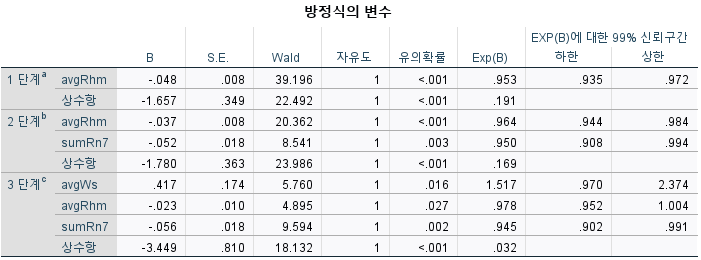 방정식의 변수
EXP(B)에 대한 99% 신뢰구간
B S.E. Wald 자유도 유의확률 Exp(B) 하한 상한
1 단계a avgRhm -.048 .008 39.196 1 <.001 .953 .935 .972
상수항 -1.657 .349 22.492 1 <.001 .191
2 단계b avgRhm -.037 .008 20.362 1 <.001 .964 .944 .984
sumRn7 -.052 .018 8.541 1 .003 .950 .908 .994
상수항 -1.780 .363 23.986 1 <.001 .169
3 단계c avgWs .417 .174 5.760 1 .016 1.517 .970 2.374
avgRhm -.023 .010 4.895 1 .027 .978 .952 1.004
sumRn7 -.056 .018 9.594 1 .002 .945 .902 .991
상수항 -3.449 .810 18.132 1 <.001 .032